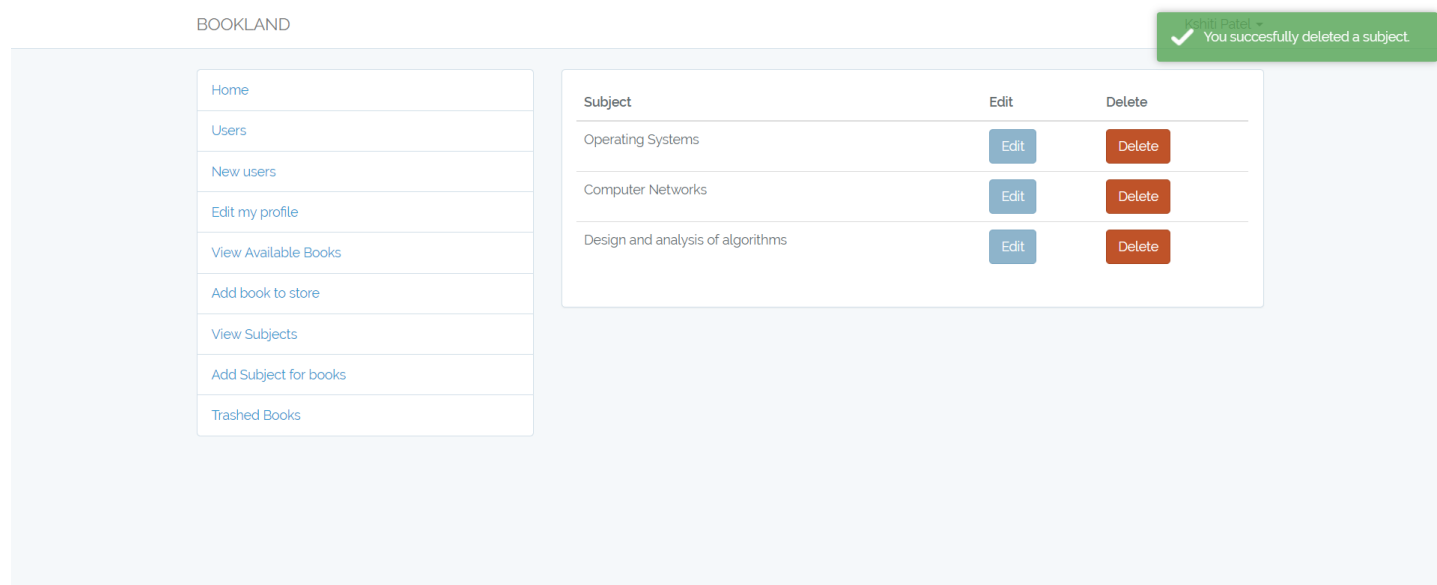 BOOKLAND
Kshiti Patel
You succesfully deleted a subject.
Home
Users
New users
Edit my profile
View Available Books
Add book to store
View Subjects
Add Subject for books
Trashed Books
Subject Edit Delete
Operating Systems Edit Delete
Computer Networks Edit Delete
Design and analysis of algorithms Edit Delete